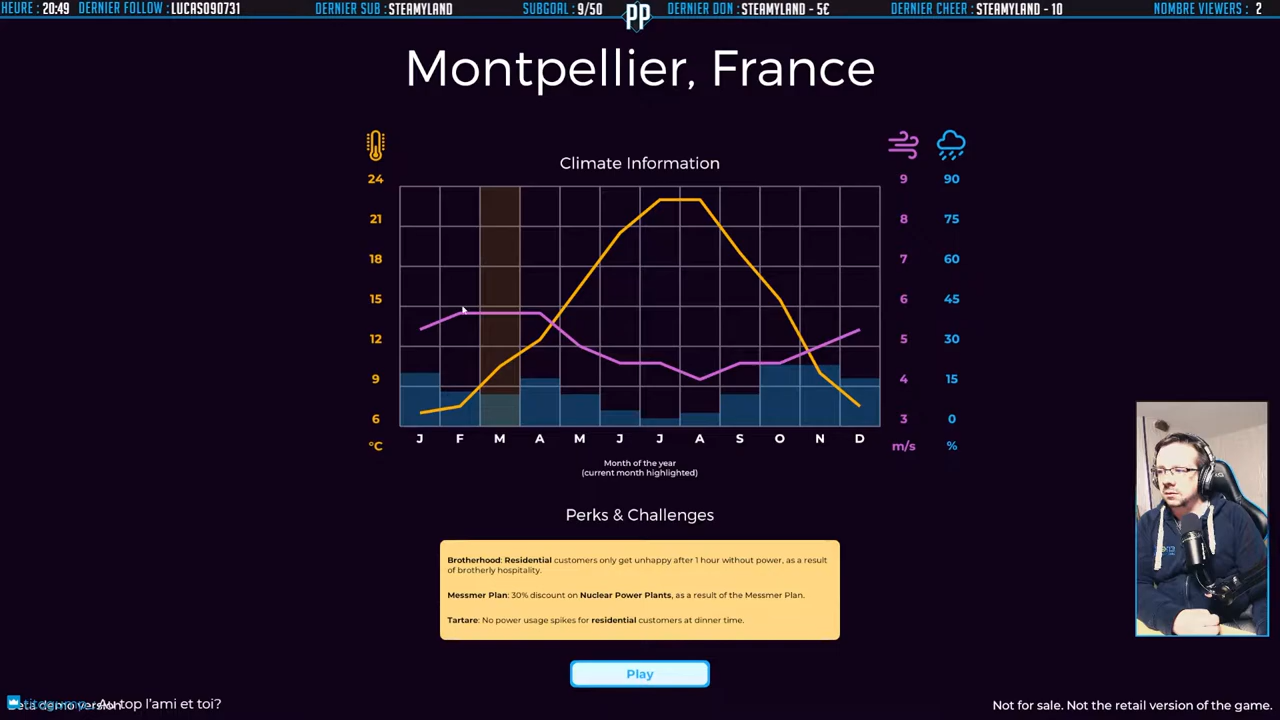 HEURE : 20:49 DERNIER FOLLOW : LUCAS090731 DERNIER SUB : STEAMYLAND SUBGOAL : 9/50 PP DERNIER DON : STEAMYLAND - 5€ DERNIER CHEER : STEAMYLAND - 10 NOMBRE VIEWERS : 2
Montpellier, France
Climate Information
24 9 90
21 8 75
18 7 60
15 6 45
12 5 30
9 4 15
6 3 0
°C J F M A M J J A S O N D m/s %
Month of the year
(current month highlighted)
Perks & Challenges
Brotherhood: Residential customers only get unhappy after 1 hour without power, as a result
of brotherly hospitality.
Messmer Plan: 30% discount on Nuclear Power Plants, as a result of the Messmer Plan.
Tartare: No power usage spikes for residential customers at dinner time.
Play
Au top l'ami et toi?
Not for sale. Not the retail version of the game.